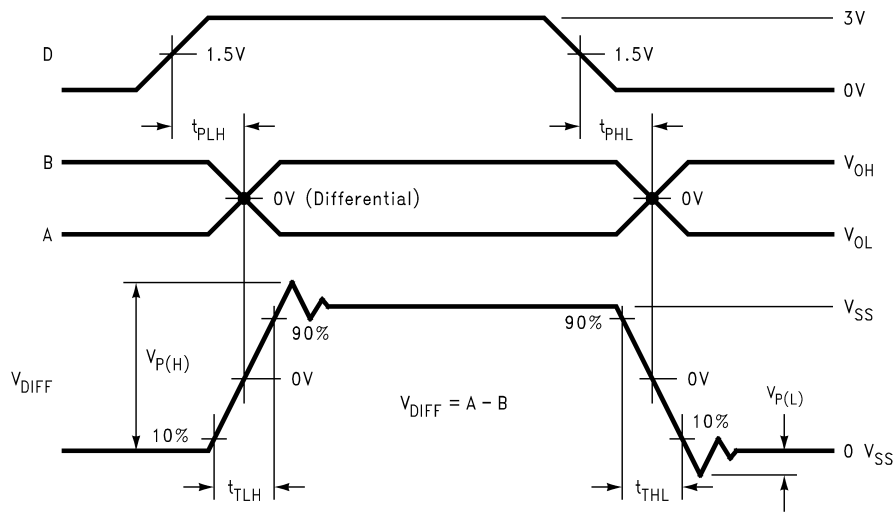 3V
D
1.5V
1.5V
0V
tPLH
tPHL
B
VOH
0V (Differential)
0V
A
VOL
VSS
90%
90%
VP(H)
VDIFF
0V
0V
VP(L)
VDIFF = A – B
10%
10%
0 VSS
tTLH
tTHL